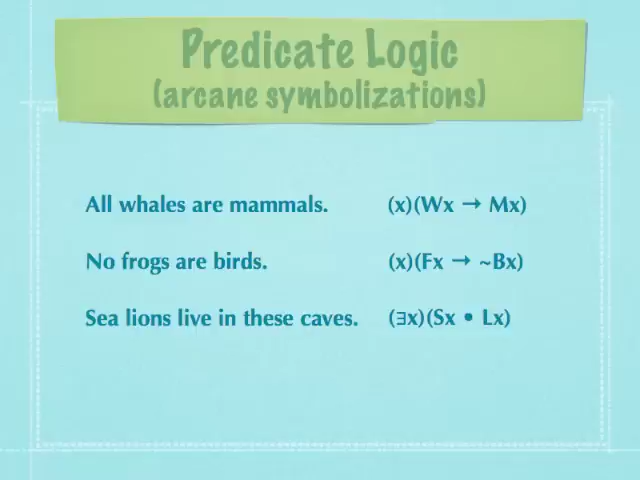 Predicate Logic
(arcane symbolizations)
All whales are mammals. (x)(Wx → Mx)
No frogs are birds. (x)(Fx → ~Bx)
Sea lions live in these caves. (∃x)(Sx • Lx)